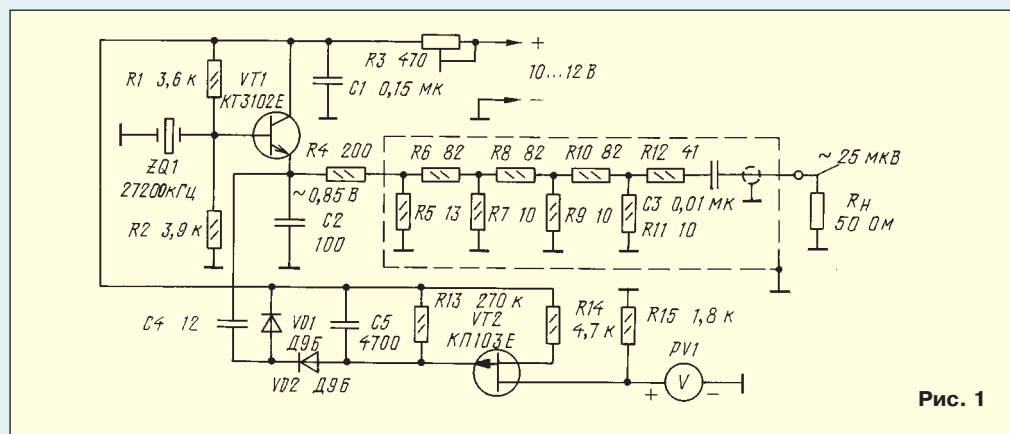 R1 3,6 к
VT1
КТ3102Е
R3 470
+
10...12 В
–
C1 0,15 мк
ZQ1
27200кГц
R4 200
~0,85 В
R6 82
R8 82
R10 82
R12 41
~ 25 мкВ
R2 3,9 к
C2
100
R5 13
R7 10
R9 10
C3 0,01 мк
R11 10
Rн
50 Ом
R13 270 к
R14
4,7 к
R15 1,8 к
C4 12
VD1
Д9Б
C5
4700
VT2
КП103Е
PV1
V
+ –
VD2 Д9Б
Рис. 1